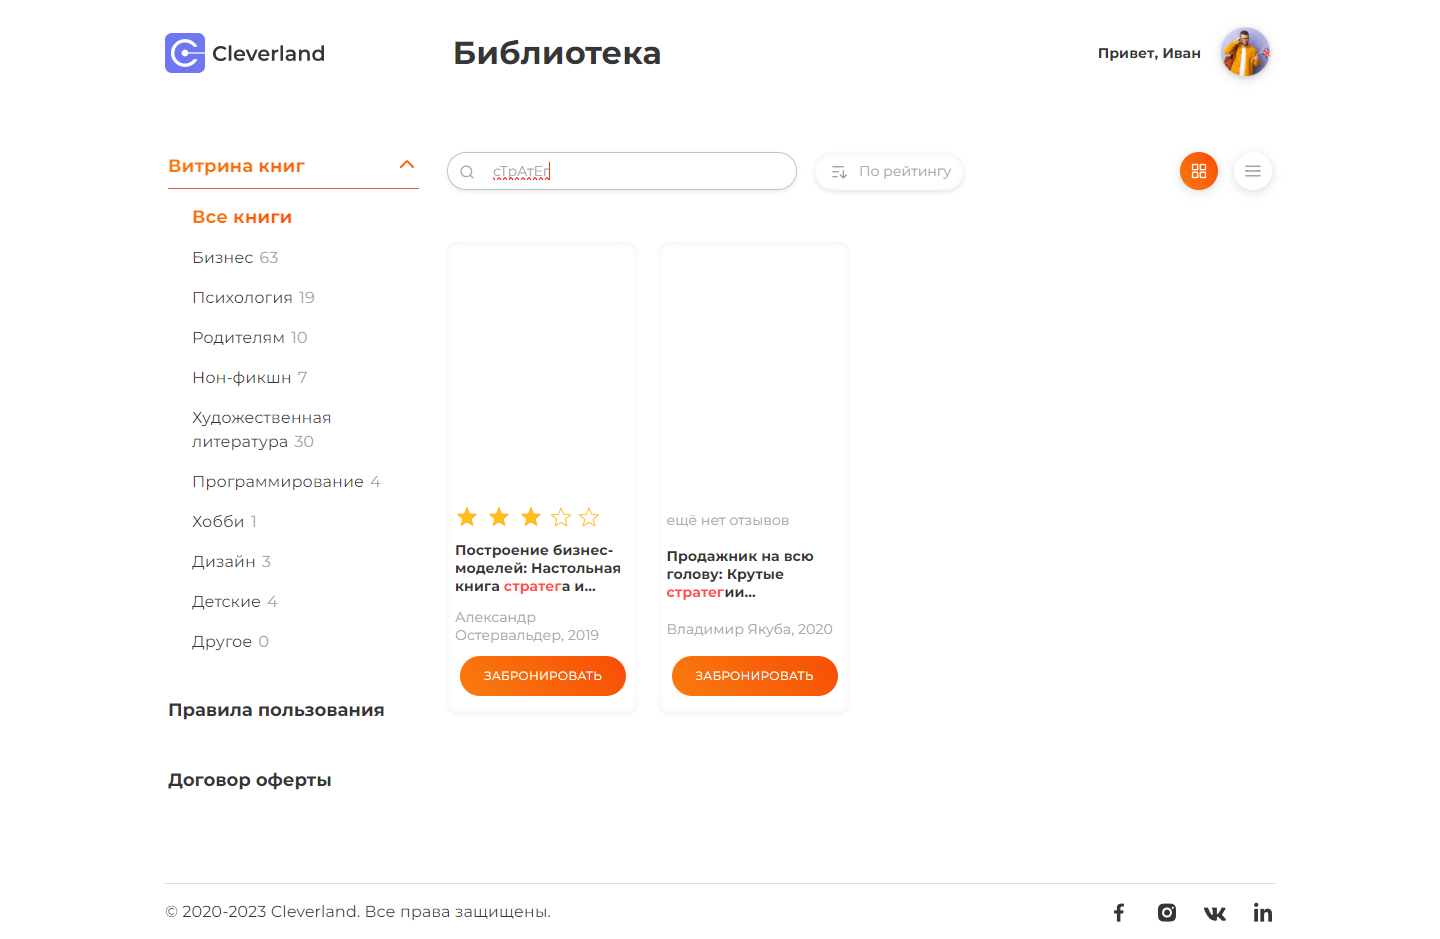 Cleverland
Библиотека
Привет, Иван
Витрина книг
Все книги
Бизнес 63
Психология 19
Родителям 10
Нон-фикшн 7
Художественная
литература 30
Программирование 4
Хобби 1
Дизайн 3
Детские 4
Другое 0
Правила пользования
Договор оферты
сТрАтЕг
По рейтингу
Построение бизнес-
моделей: Настольная
книга стратега и...
Александр
Остервальдер, 2019
ЗАБРОНИРОВАТЬ
ещё нет отзывов
Продажник на всю
голову: Крутые
стратегии...
Владимир Якуба, 2020
ЗАБРОНИРОВАТЬ
© 2020-2023 Cleverland. Все права защищены.